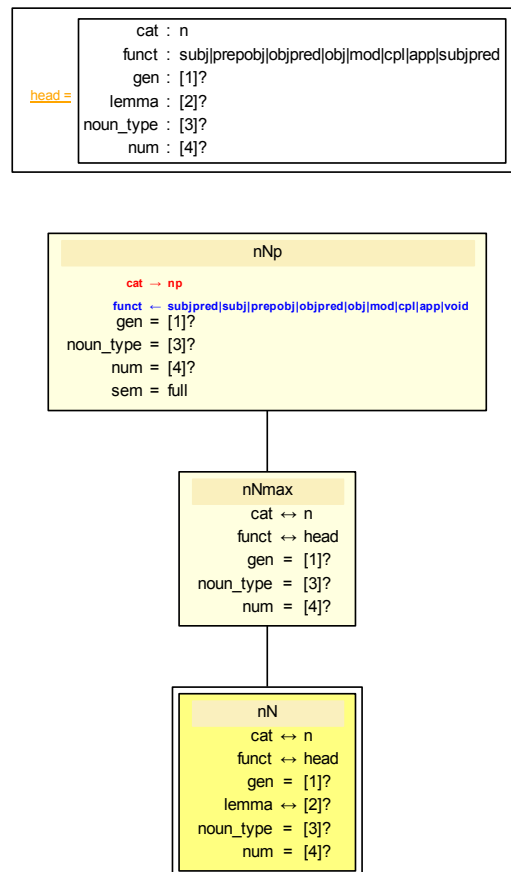 cat : n
funct : subj|prepobj|objpred|obj|mod|cpl|app|subjpred
gen : [1]?
head =
lemma : [2]?
noun_type : [3]?
num : [4]?
nNp
cat → np
funct ← subjpred|subj|prepobj|objpred|obj|mod|cpl|app|void
gen = [1]?
noun_type = [3]?
num = [4]?
sem = full
nNmax
cat ↔ n
funct ↔ head
gen = [1]?
noun_type = [3]?
num = [4]?
nN
cat ↔ n
funct ↔ head
gen = [1]?
lemma ↔ [2]?
noun_type = [3]?
num = [4]?